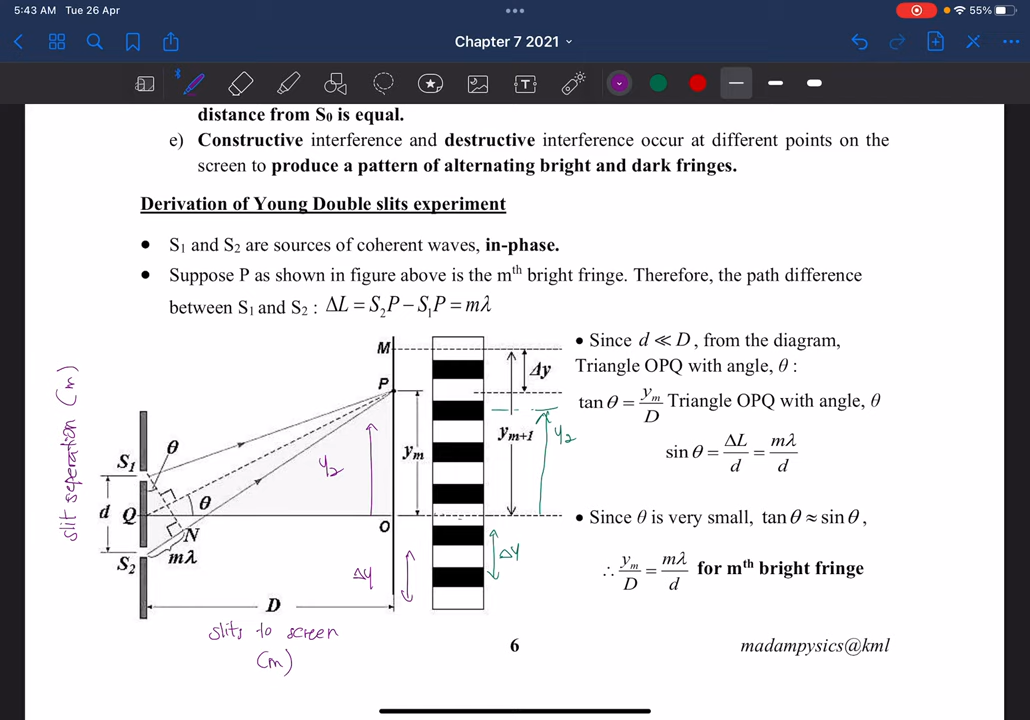 5:43 AM Tue 26 Apr
55%
Chapter 7 2021
distance from S₀ is equal.
e) Constructive interference and destructive interference occur at different points on the
screen to produce a pattern of alternating bright and dark fringes.
Derivation of Young Double slits experiment
• S₁ and S₂ are sources of coherent waves, in-phase.
• Suppose P as shown in figure above is the mᵗʰ bright fringe. Therefore, the path difference
between S₁ and S₂ : ΔL = S₂P − S₁P = mλ
M
P
Δy
θ
S₁
yₘ
yₘ₊₁
y₂
y₂
slit seperation (m)
d
Q
θ
O
N
S₂
mλ
Δy
Δy
D
slits to screen
(m)
• Since d ≪ D, from the diagram,
Triangle OPQ with angle, θ :
tan θ = yₘ/D Triangle OPQ with angle, θ
sin θ = ΔL/d = mλ/d
• Since θ is very small, tan θ ≈ sin θ ,
∴ yₘ/D = mλ/d for mᵗʰ bright fringe
6
madampysics@kml